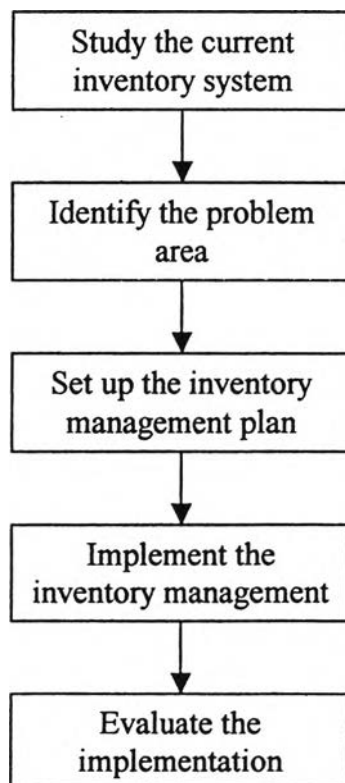 Study the current
inventory system
Identify the problem
area
Set up the inventory
management plan
Implement the
inventory management
Evaluate the
implementation